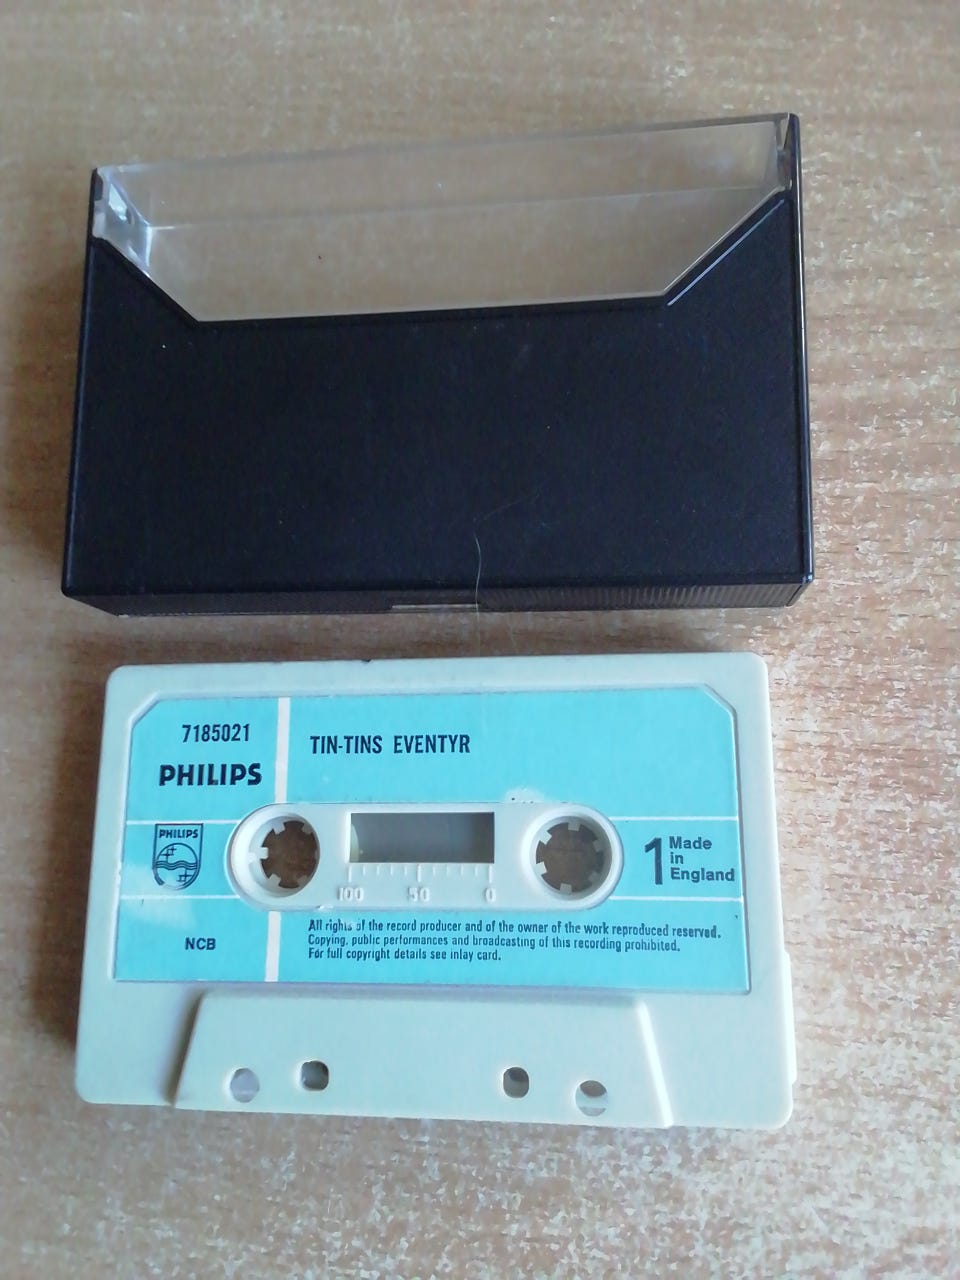 7185021
PHILIPS
TIN-TINS EVENTYR
PHILIPS
100 50 0
1
Made
in
England
NCB
All rights of the record producer and of the owner of the work reproduced reserved.
Copying, public performances and broadcasting of this recording prohibited.
For full copyright details see inlay card.